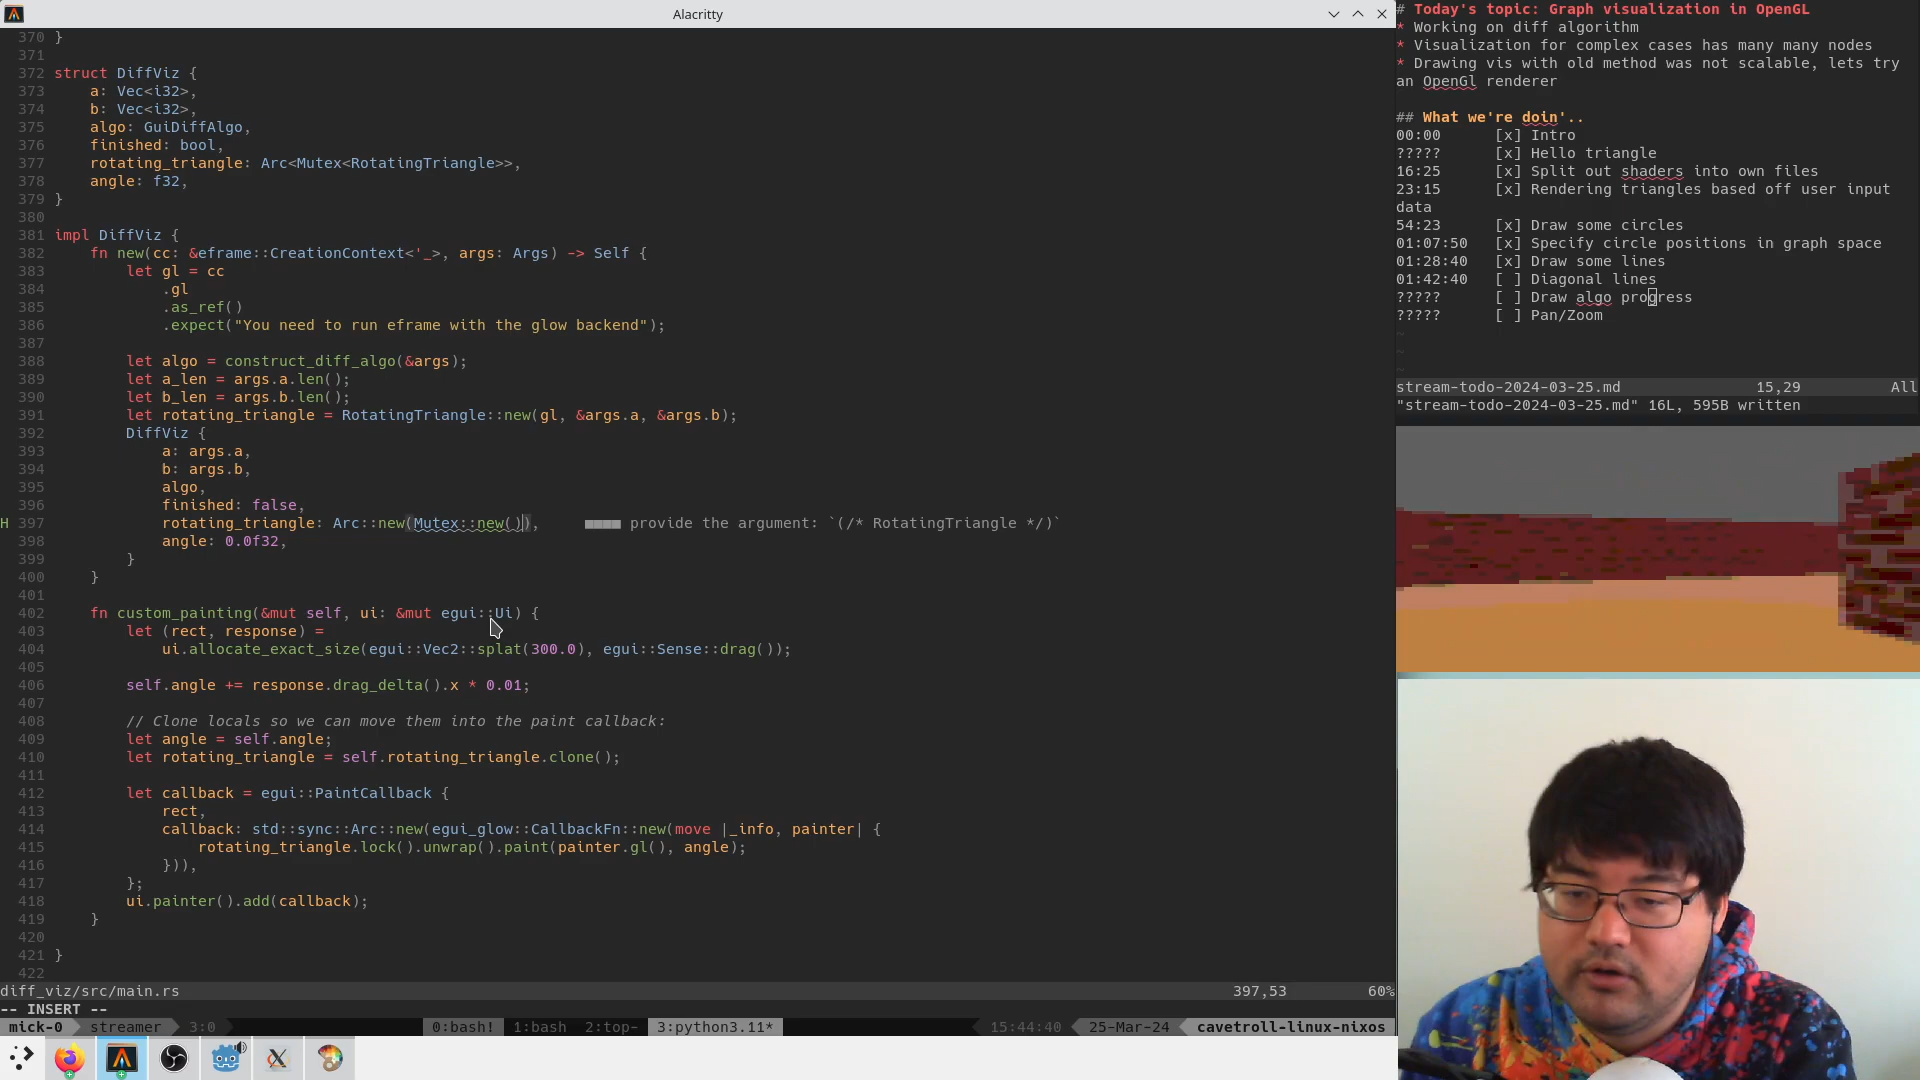 Alacritty
370 }
371
372 struct DiffViz {
373     a: Vec<i32>,
374     b: Vec<i32>,
375     algo: GuiDiffAlgo,
376     finished: bool,
377     rotating_triangle: Arc<Mutex<RotatingTriangle>>,
378     angle: f32,
379 }
380
381 impl DiffViz {
382     fn new(cc: &eframe::CreationContext<'_>, args: Args) -> Self {
383         let gl = cc
384             .gl
385             .as_ref()
386             .expect("You need to run eframe with the glow backend");
387
388         let algo = construct_diff_algo(&args);
389         let a_len = args.a.len();
390         let b_len = args.b.len();
391         let rotating_triangle = RotatingTriangle::new(gl, &args.a, &args.b);
392         DiffViz {
393             a: args.a,
394             b: args.b,
395             algo,
396             finished: false,
H 397             rotating_triangle: Arc::new(Mutex::new()),     ■■■■ provide the argument: `(/* RotatingTriangle */)`
398             angle: 0.0f32,
399         }
400     }
401
402     fn custom_painting(&mut self, ui: &mut egui::Ui) {
403         let (rect, response) =
404             ui.allocate_exact_size(egui::Vec2::splat(300.0), egui::Sense::drag());
405
406         self.angle += response.drag_delta().x * 0.01;
407
408         // Clone locals so we can move them into the paint callback:
409         let angle = self.angle;
410         let rotating_triangle = self.rotating_triangle.clone();
411
412         let callback = egui::PaintCallback {
413             rect,
414             callback: std::sync::Arc::new(egui_glow::CallbackFn::new(move |_info, painter| {
415                 rotating_triangle.lock().unwrap().paint(painter.gl(), angle);
416             })),
417         };
418         ui.painter().add(callback);
419     }
420
421 }
422
diff_viz/src/main.rs 397,53 60%
-- INSERT --
mick-0 streamer 3:0 0:bash! 1:bash 2:top- 3:python3.11* 15:44:40 25-Mar-24 cavetroll-linux-nixos
# Today's topic: Graph visualization in OpenGL
* Working on diff algorithm
* Visualization for complex cases has many many nodes
* Drawing vis with old method was not scalable, lets try
an OpenGl renderer
## What we're doin'..
00:00 [x] Intro
????? [x] Hello triangle
16:25 [x] Split out shaders into own files
23:15 [x] Rendering triangles based off user input
data
54:23 [x] Draw some circles
01:07:50 [x] Specify circle positions in graph space
01:28:40 [x] Draw some lines
01:42:40 [ ] Diagonal lines
????? [ ] Draw algo progress
????? [ ] Pan/Zoom
~
~
~
stream-todo-2024-03-25.md 15,29 All
"stream-todo-2024-03-25.md" 16L, 595B written